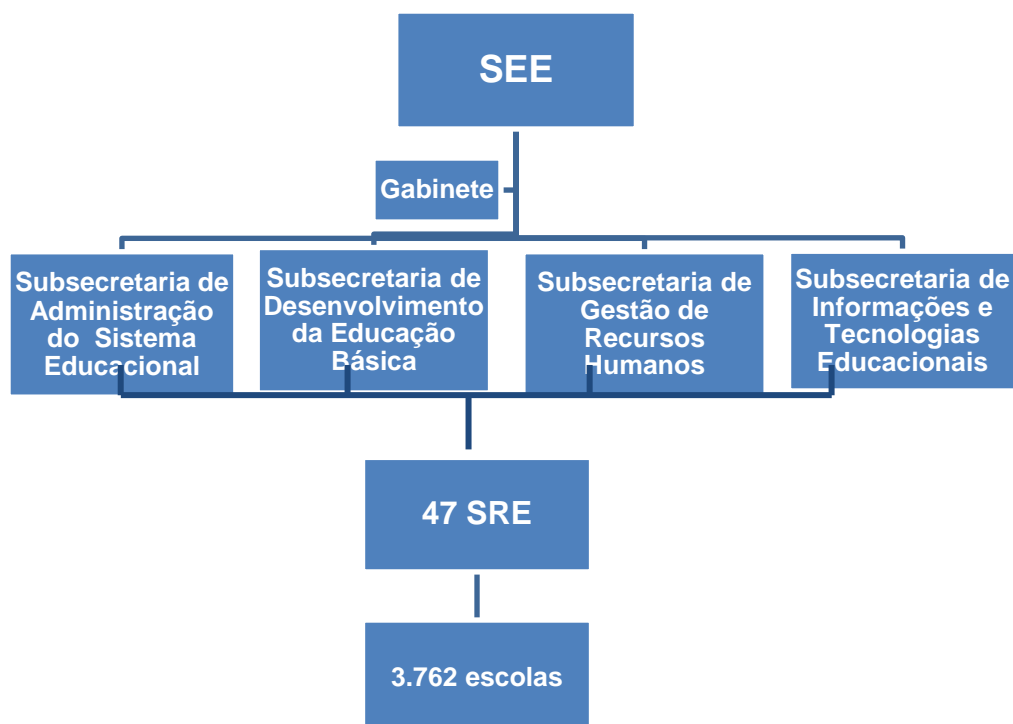 SEE
Gabinete
Subsecretaria de
Administração
do Sistema
Educacional
Subsecretaria de
Desenvolvimento
da Educação
Básica
Subsecretaria de
Gestão de
Recursos
Humanos
Subsecretaria de
Informações e
Tecnologias
Educacionais
47 SRE
3.762 escolas